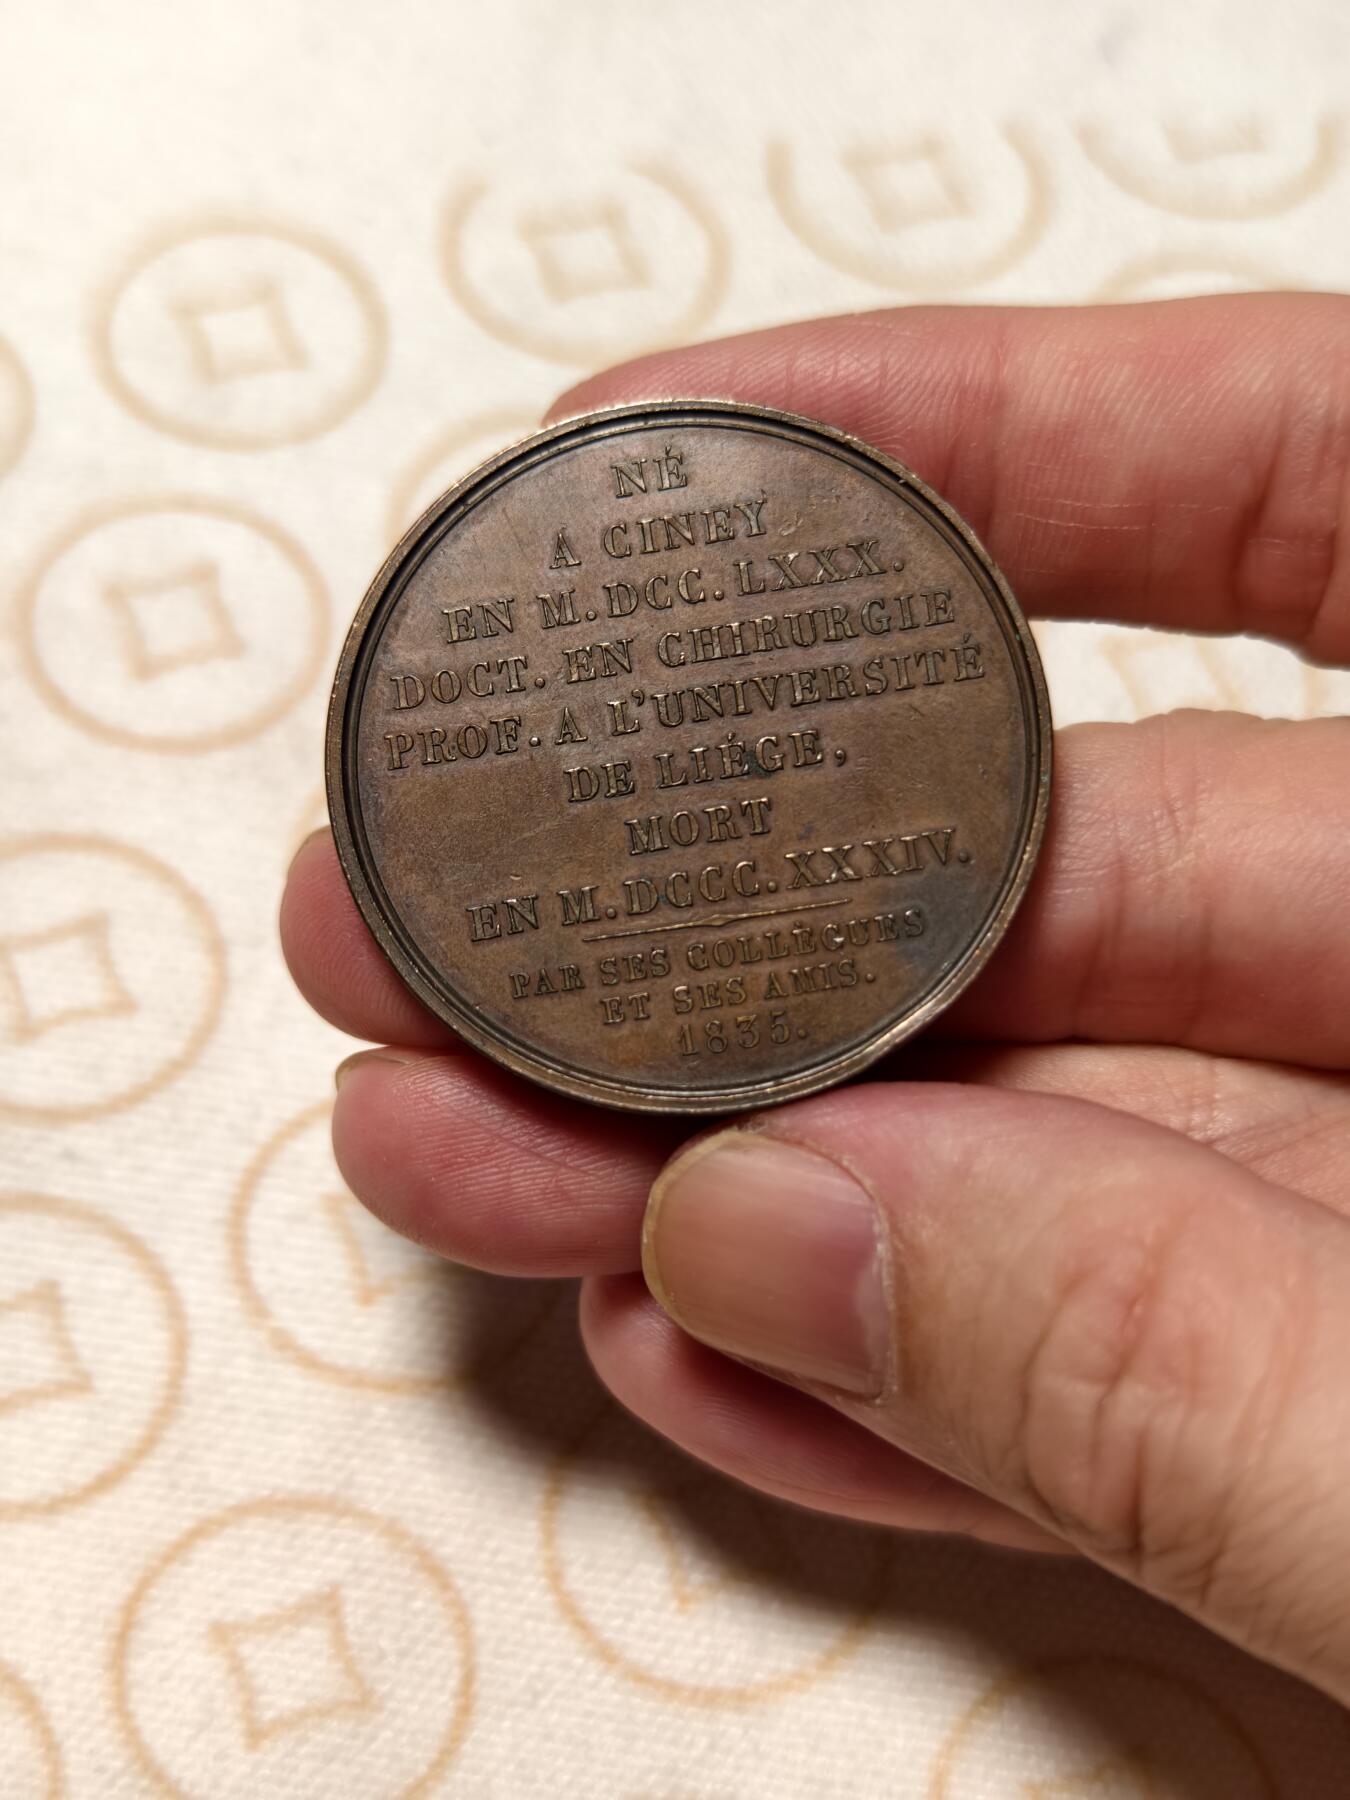 NÉ
A CINEY
EN M.DCC.LXXX.
DOCT. EN CHIRURGIE
PROF. A L'UNIVERSITÉ
DE LIÉGE,
MORT
EN M.DCCC.XXXIV.
PAR SES COLLÈGUES
ET SES AMIS.
1835.